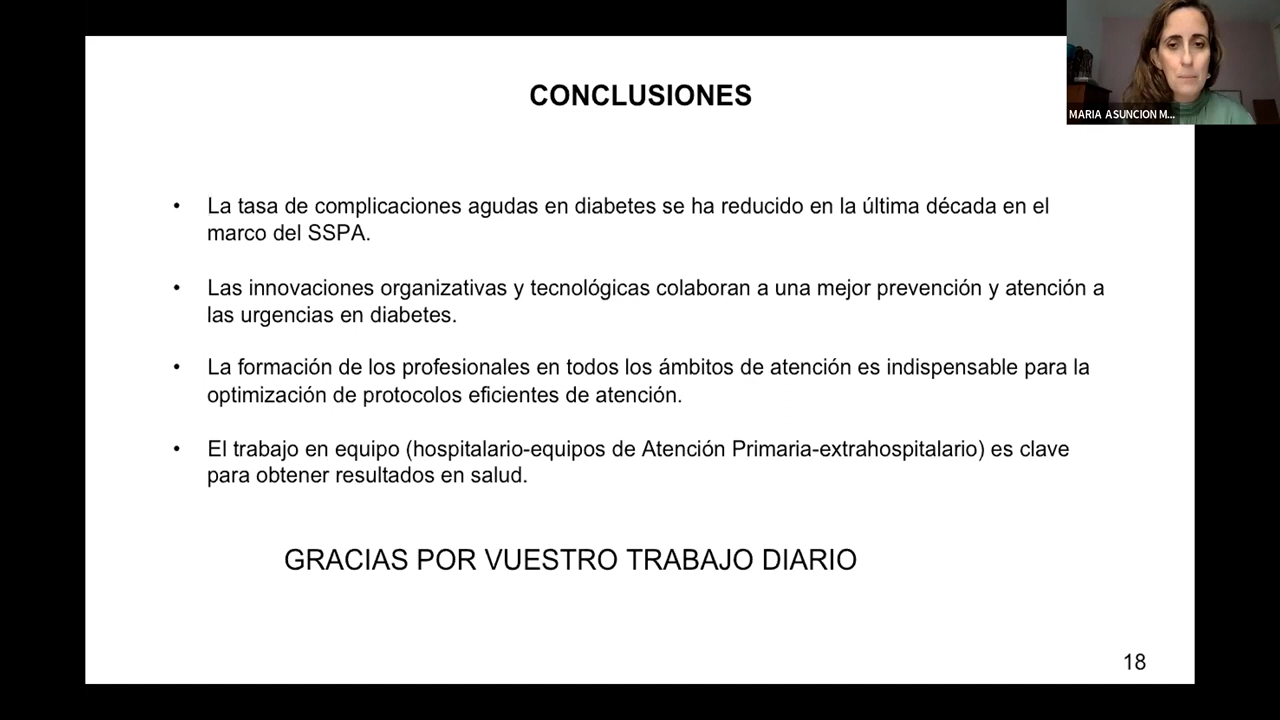 CONCLUSIONES
MARIA ASUNCION M...
• La tasa de complicaciones agudas en diabetes se ha reducido en la última década en el
marco del SSPA.
• Las innovaciones organizativas y tecnológicas colaboran a una mejor prevención y atención a
las urgencias en diabetes.
• La formación de los profesionales en todos los ámbitos de atención es indispensable para la
optimización de protocolos eficientes de atención.
• El trabajo en equipo (hospitalario-equipos de Atención Primaria-extrahospitalario) es clave
para obtener resultados en salud.
GRACIAS POR VUESTRO TRABAJO DIARIO
18